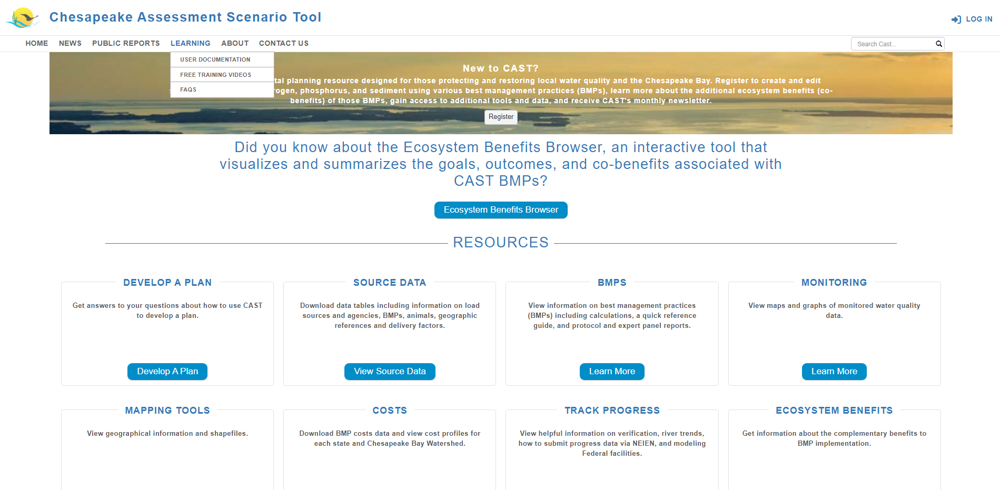 Chesapeake Assessment Scenario Tool
LOG IN
HOME NEWS PUBLIC REPORTS LEARNING ABOUT CONTACT US
Search Cast...
USER DOCUMENTATION
FREE TRAINING VIDEOS
FAQS
New to CAST?
planning resource designed for those protecting and restoring local water quality and the Chesapeake Bay. Register to create and edit
phosphorus, and sediment using various best management practices (BMPs), learn more about the additional ecosystem benefits (co-
benefits) of those BMPs, gain access to additional tools and data, and receive CAST's monthly newsletter.
Register
Did you know about the Ecosystem Benefits Browser, an interactive tool that
visualizes and summarizes the goals, outcomes, and co-benefits associated with
CAST BMPs?
Ecosystem Benefits Browser
RESOURCES
DEVELOP A PLAN
Get answers to your questions about how to use CAST
to develop a plan.
Develop A Plan
SOURCE DATA
Download data tables including information on load
sources and agencies, BMPs, animals, geographic
references and delivery factors.
View Source Data
BMPS
View information on best management practices
(BMPs) including calculations, a quick reference
guide, and protocol and expert panel reports.
Learn More
MONITORING
View maps and graphs of monitored water quality
data.
Learn More
MAPPING TOOLS
View geographical information and shapefiles.
COSTS
Download BMP costs data and view cost profiles for
each state and Chesapeake Bay Watershed.
TRACK PROGRESS
View helpful information on verification, river trends,
how to submit progress data via NEIEN, and modeling
Federal facilities.
ECOSYSTEM BENEFITS
Get information about the complementary benefits to
BMP implementation.